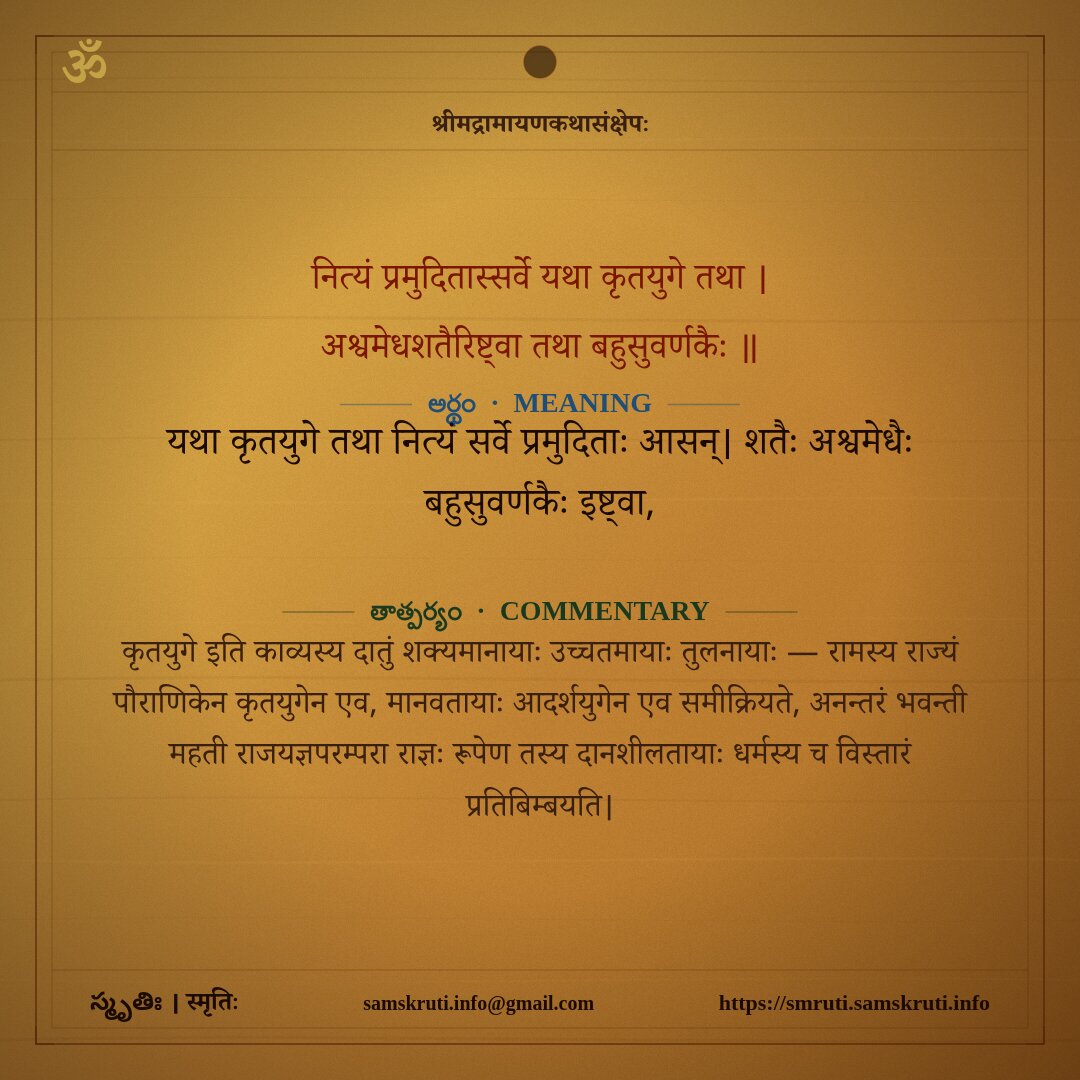 ॐ
श्रीमद्रामायणकथासंक्षेपः
नित्यं प्रमुदितास्सर्वे यथा कृतयुगे तथा |
अश्वमेधशतैरिष्ट्वा तथा बहुसुवर्णकैः ||
అర్థం · MEANING
यथा कृतयुगे तथा नित्यं सर्वे प्रमुदिताः आसन्| शतैः अश्वमेधैः
बहुसुवर्णकैः इष्ट्वा,
తాత్పర్యం · COMMENTARY
कृतयुगे इति काव्यस्य दातुं शक्यमानायाः उच्चतमायाः तुलनायाः — रामस्य राज्यं
पौराणिकेन कृतयुगेन एव, मानवतायाः आदर्शयुगेन एव समीक्रियते, अनन्तरं भवन्ती
महती राजयज्ञपरम्परा राज्ञः रूपेण तस्य दानशीलतायाः धर्मस्य च विस्तारं
प्रतिबिम्बयति|
స్మృతిః | स्मृतिः samskruti.info@gmail.com https://smruti.samskruti.info